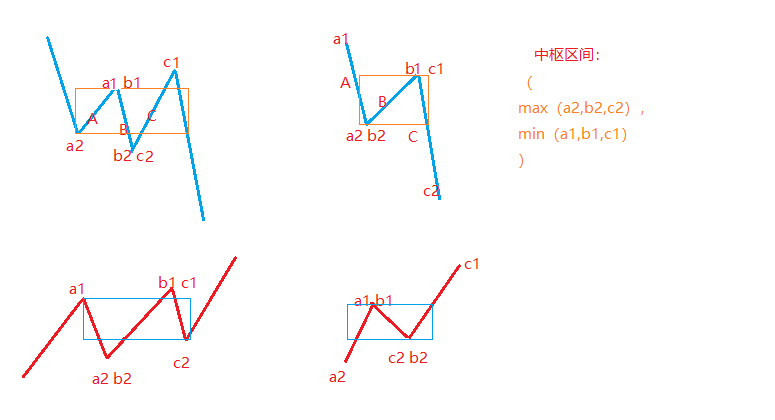 a1
c1
a1 b1
A
B
C
a2
b2 c2
a1
b1 c1
A
B
a2 b2
C
c2
中枢区间:
(
max (a2,b2,c2) ,
min (a1,b1,c1)
)
a1
b1 c1
a2 b2
c2
c1
a1 b1
c2 b2
a2